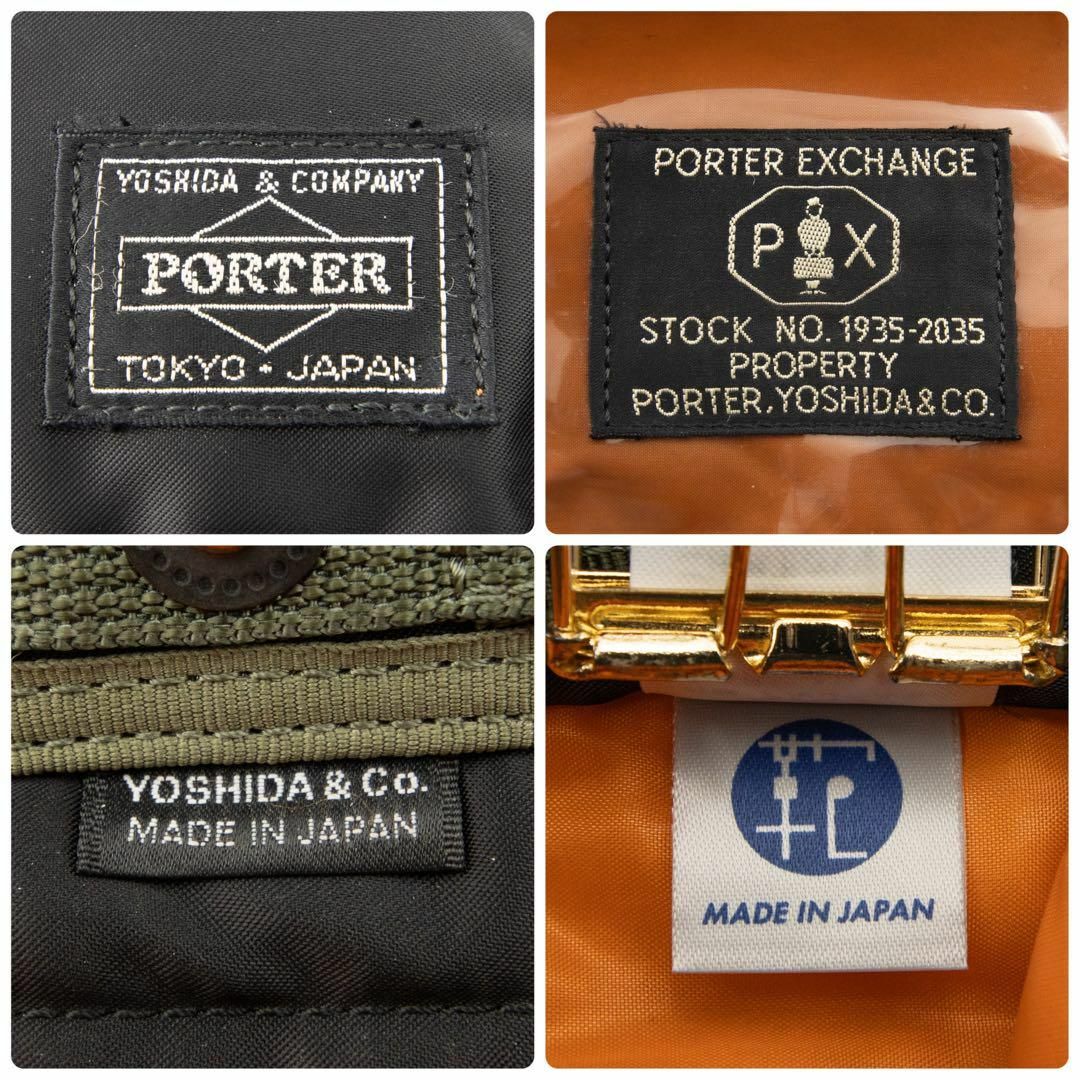 YOSHIDA & COMPANY
PORTER
TOKYO · JAPAN
PORTER EXCHANGE
P X
STOCK NO. 1935-2035
PROPERTY
PORTER, YOSHIDA & CO.
YOSHIDA & Co.
MADE IN JAPAN
MADE IN JAPAN